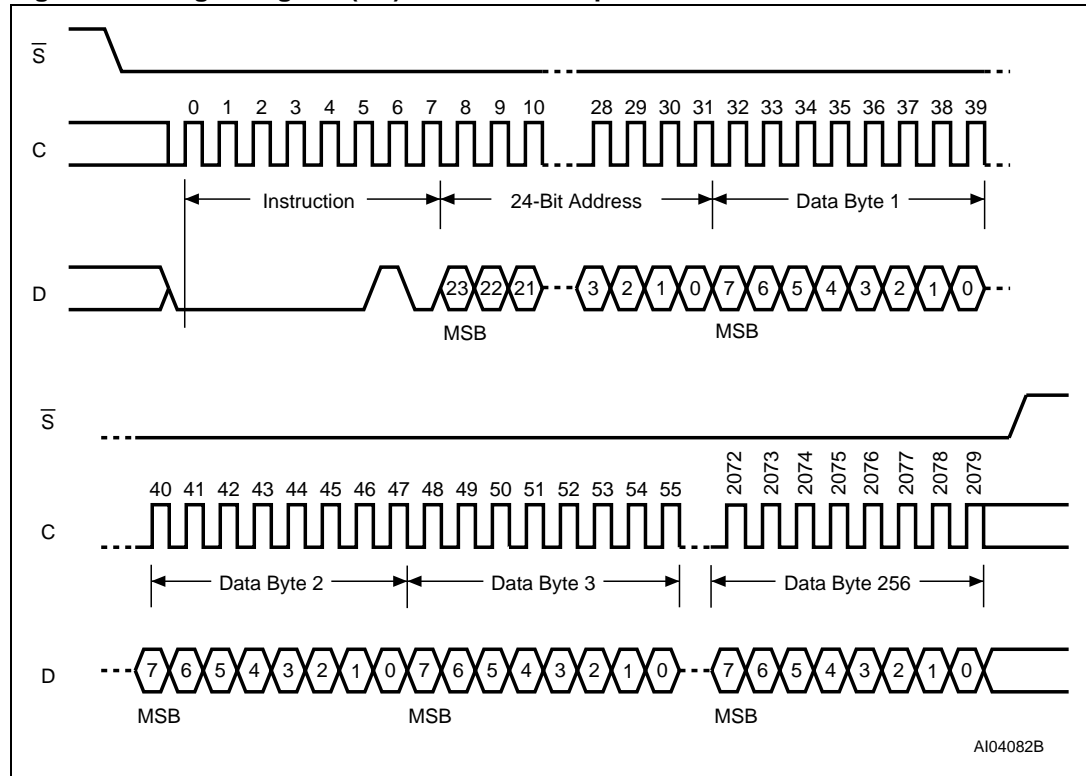 S
0 1 2 3 4 5 6 7 8 9 10 28 29 30 31 32 33 34 35 36 37 38 39
C
Instruction 24-Bit Address Data Byte 1
D
23 22 21 3 2 1 0 7 6 5 4 3 2 1 0
MSB MSB
S
2072 2073 2074 2075 2076 2077 2078 2079
40 41 42 43 44 45 46 47 48 49 50 51 52 53 54 55
C
Data Byte 2 Data Byte 3 Data Byte 256
D
7 6 5 4 3 2 1 0 7 6 5 4 3 2 1 0 7 6 5 4 3 2 1 0
MSB MSB MSB
AI04082B